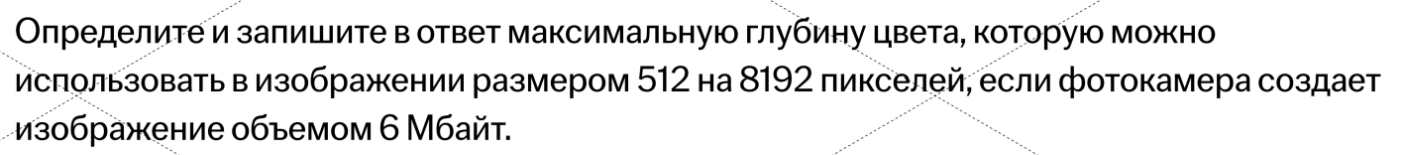 Определите и запишите в ответ максимальную глубину цвета, которую можно
использовать в изображении размером 512 на 8192 пикселей, если фотокамера создает
изображение объемом 6 Мбайт.